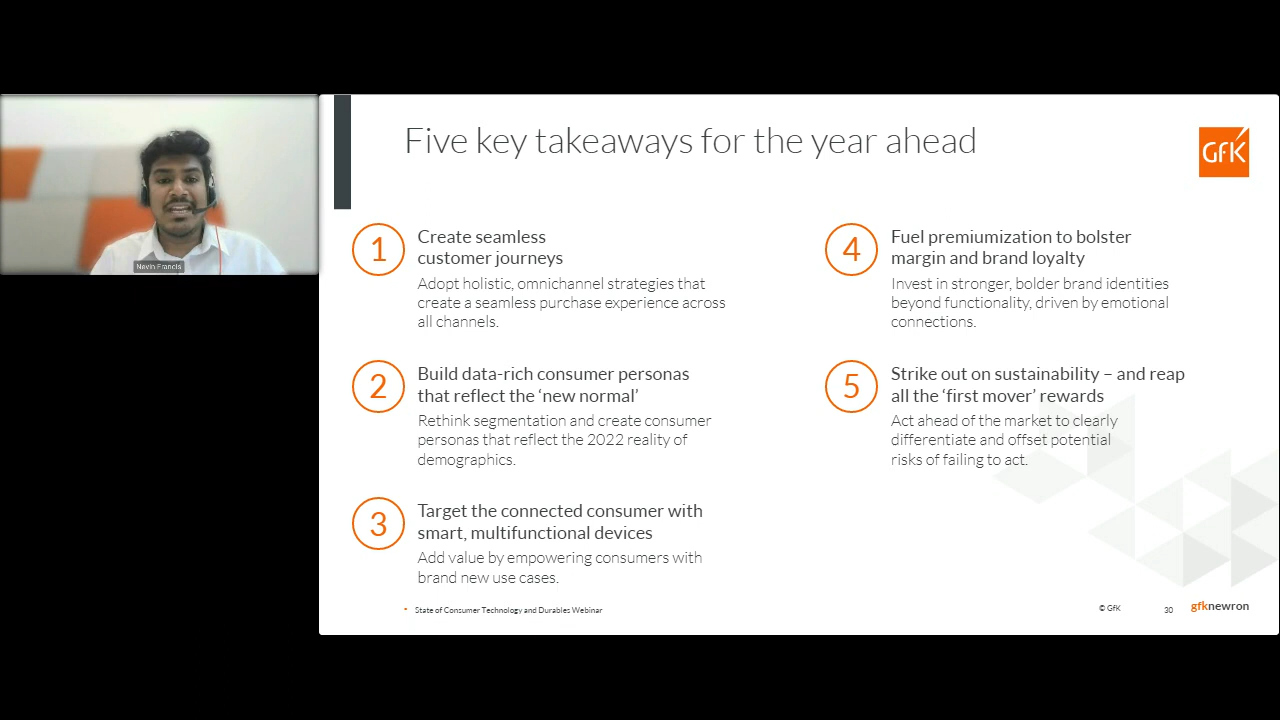 Five key takeaways for the year ahead
GfK
Nevin Francis
1
Create seamless
customer journeys
Adopt holistic, omnichannel strategies that
create a seamless purchase experience across
all channels.
2
Build data-rich consumer personas
that reflect the ‘new normal’
Rethink segmentation and create consumer
personas that reflect the 2022 reality of
demographics.
3
Target the connected consumer with
smart, multifunctional devices
Add value by empowering consumers with
brand new use cases.
4
Fuel premiumization to bolster
margin and brand loyalty
Invest in stronger, bolder brand identities
beyond functionality, driven by emotional
connections.
5
Strike out on sustainability – and reap
all the ‘first mover’ rewards
Act ahead of the market to clearly
differentiate and offset potential
risks of failing to act.
State of Consumer Technology and Durables Webinar
© GfK
30
gfknewron